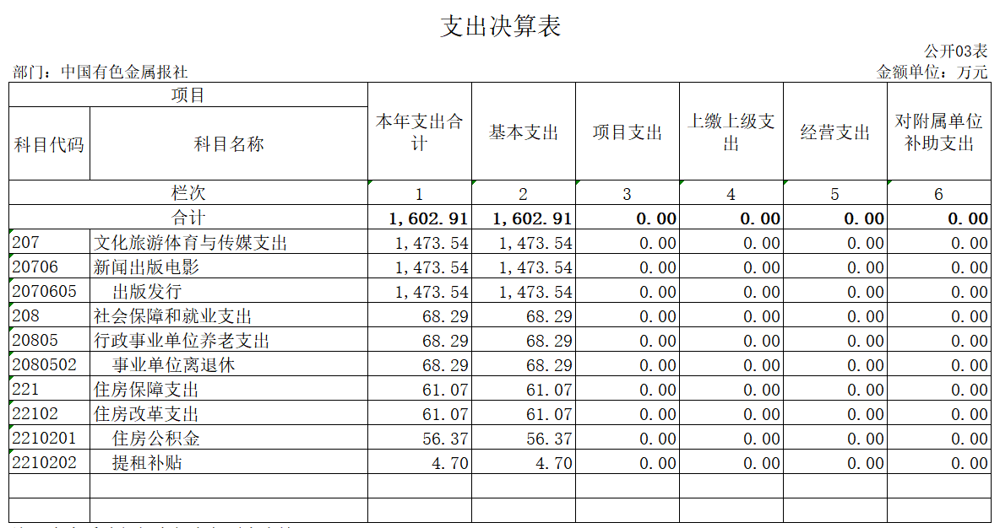 支出决算表
公开03表
部门：中国有色金属报社 金额单位：万元
项目 本年支出合计 基本支出 项目支出 上缴上级支出 经营支出 对附属单位补助支出
科目代码 科目名称
栏次 1 2 3 4 5 6
合计 1,602.91 1,602.91 0.00 0.00 0.00 0.00
207 文化旅游体育与传媒支出 1,473.54 1,473.54 0.00 0.00 0.00 0.00
20706 新闻出版电影 1,473.54 1,473.54 0.00 0.00 0.00 0.00
2070605 出版发行 1,473.54 1,473.54 0.00 0.00 0.00 0.00
208 社会保障和就业支出 68.29 68.29 0.00 0.00 0.00 0.00
20805 行政事业单位养老支出 68.29 68.29 0.00 0.00 0.00 0.00
2080502 事业单位离退休 68.29 68.29 0.00 0.00 0.00 0.00
221 住房保障支出 61.07 61.07 0.00 0.00 0.00 0.00
22102 住房改革支出 61.07 61.07 0.00 0.00 0.00 0.00
2210201 住房公积金 56.37 56.37 0.00 0.00 0.00 0.00
2210202 提租补贴 4.70 4.70 0.00 0.00 0.00 0.00